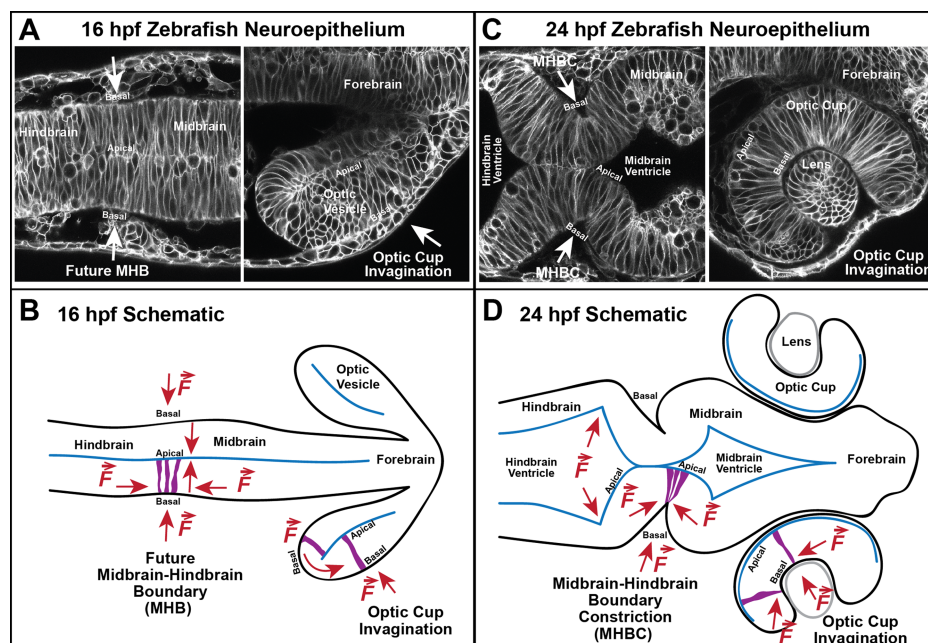 A 16 hpf Zebrafish Neuroepithelium
Basal
Hindbrain
Midbrain
Apical
Basal
Future MHB
Forebrain
Apical
Optic
Vesicle
Basal
Optic Cup
Invagination
C 24 hpf Zebrafish Neuroepithelium
MHBC
Midbrain
Basal
Hindbrain
Ventricle
Apical
Midbrain
Ventricle
Basal
MHBC
Forebrain
Optic Cup
Apical
Basal
Lens
Optic Cup
Invagination
B 16 hpf Schematic
Optic
Vesicle
F
Basal
Hindbrain
Midbrain
Apical
Forebrain
F
F
Basal
F
F
Apical
Basal
Basal
F
Future
Midbrain-Hindbrain
Boundary
(MHB)
Optic Cup
Invagination
D 24 hpf Schematic
Lens
Optic Cup
Basal
Hindbrain
Midbrain
Hindbrain
Ventricle
F
Apical
Apical
Midbrain
Ventricle
Forebrain
F
F
Basal
F
Apical
Basal
F
F
F
Midbrain-Hindbrain
Boundary
Constriction
(MHBC)
Optic Cup
Invagination